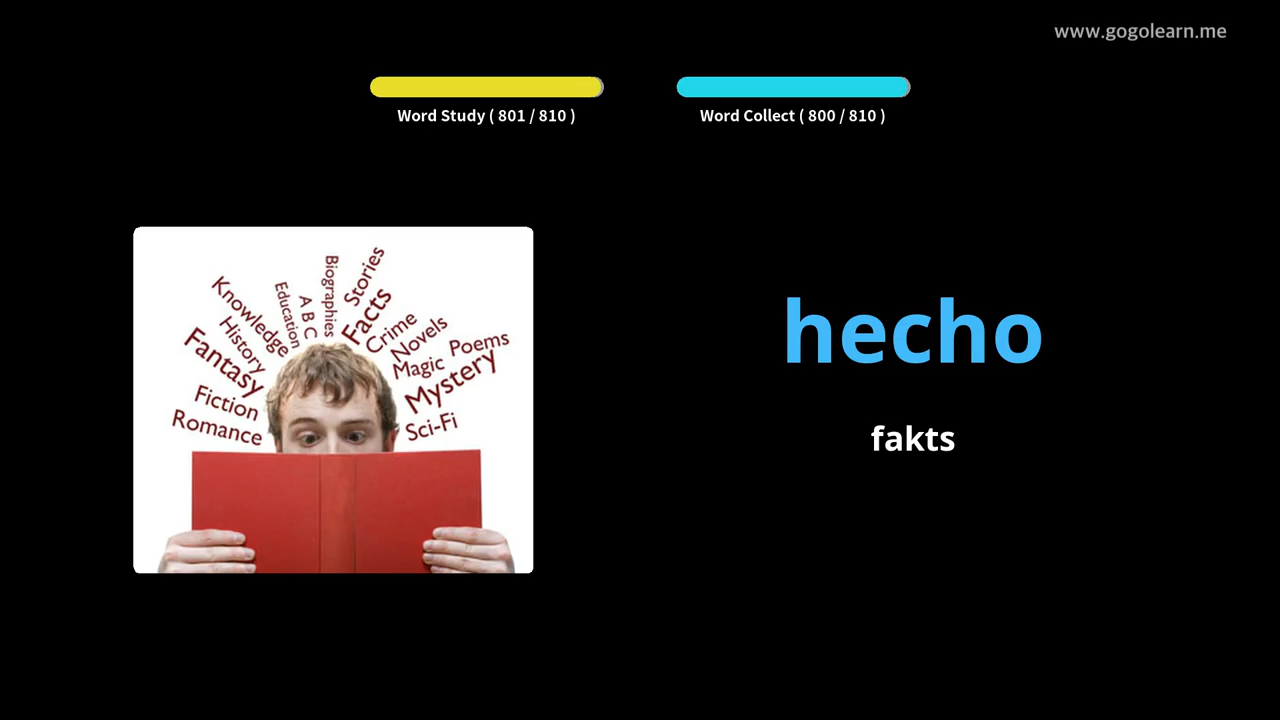 www.gogolearn.me
Word Study ( 801 / 810 )
Word Collect ( 800 / 810 )
Stories
Biographies
Facts
A B C
Education
Knowledge
Crime
Novels
History
Poems
Magic
Fantasy
Mystery
Fiction
Sci-Fi
Romance
hecho
fakts